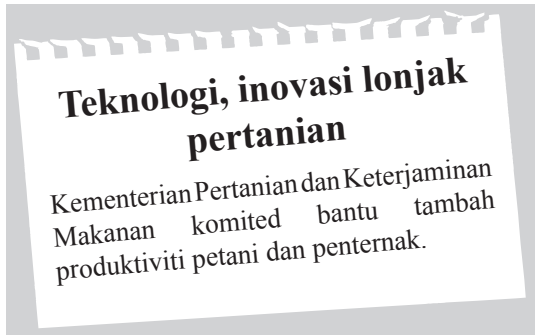 Teknologi, inovasi lonjak
pertanian
Kementerian Pertanian dan Keterjaminan
Makanan komited bantu tambah
produktiviti petani dan penternak.